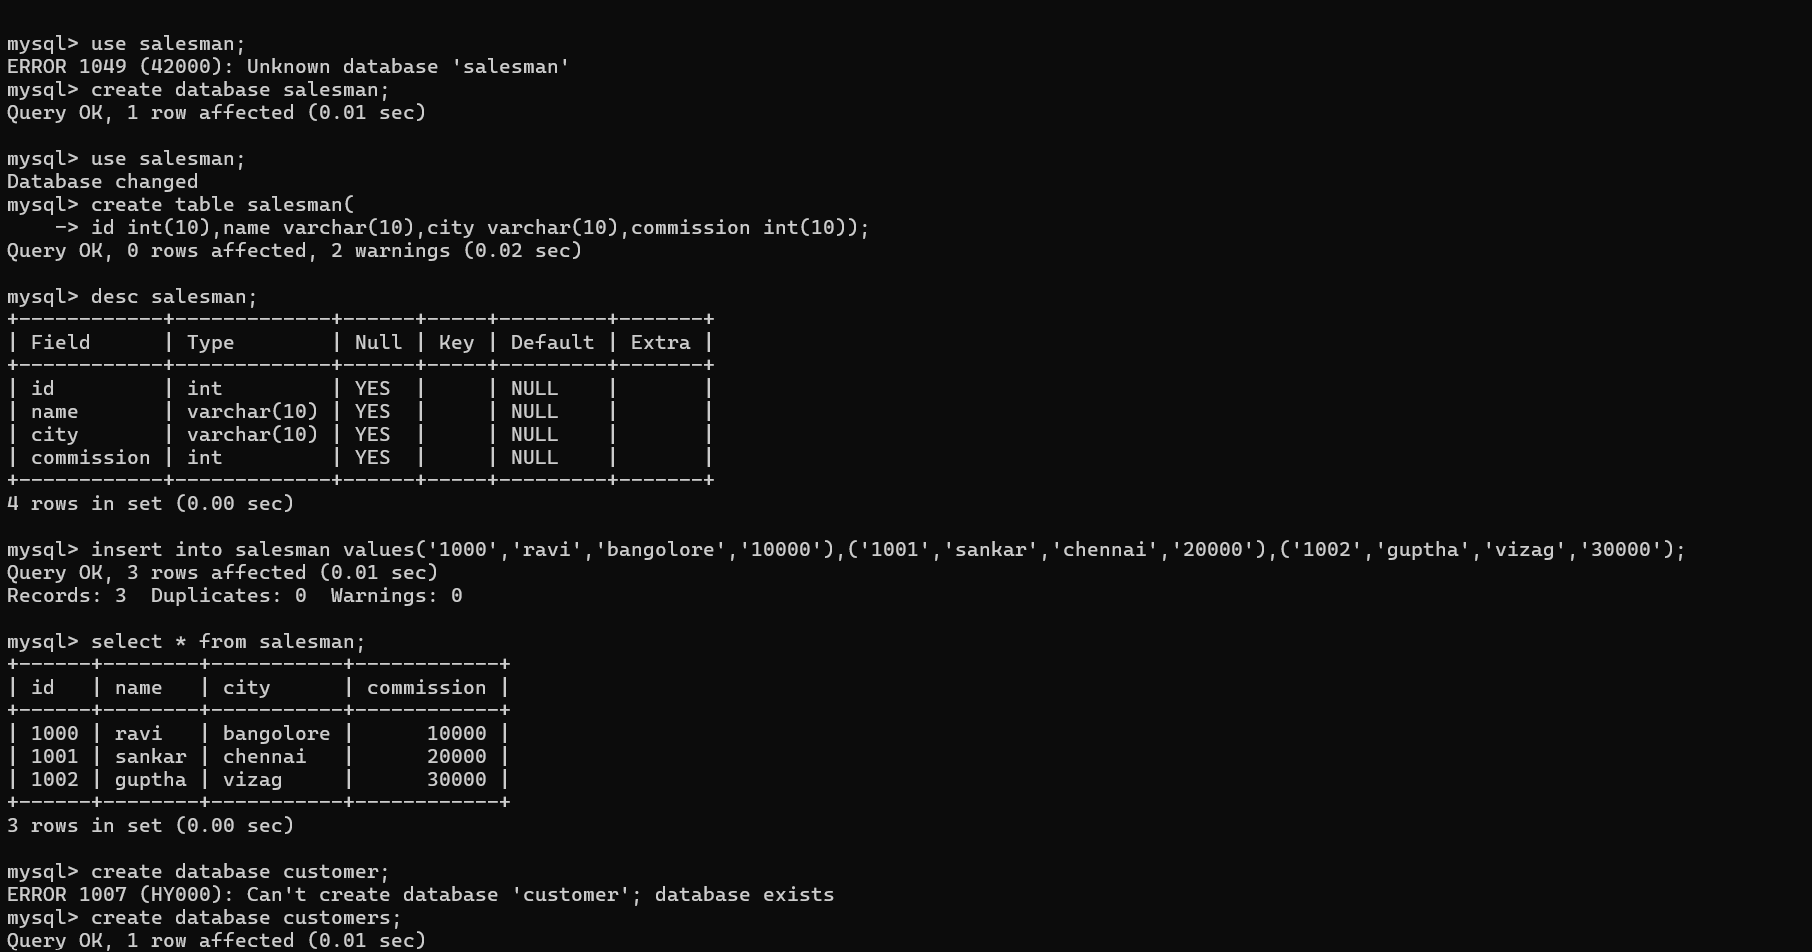 mysql> use salesman;
ERROR 1049 (42000): Unknown database 'salesman'
mysql> create database salesman;
Query OK, 1 row affected (0.01 sec)

mysql> use salesman;
Database changed
mysql> create table salesman(
    -> id int(10),name varchar(10),city varchar(10),commission int(10));
Query OK, 0 rows affected, 2 warnings (0.02 sec)

mysql> desc salesman;
+------------+-------------+------+-----+---------+-------+
| Field      | Type        | Null | Key | Default | Extra |
+------------+-------------+------+-----+---------+-------+
| id         | int         | YES  |     | NULL    |       |
| name       | varchar(10) | YES  |     | NULL    |       |
| city       | varchar(10) | YES  |     | NULL    |       |
| commission | int         | YES  |     | NULL    |       |
+------------+-------------+------+-----+---------+-------+
4 rows in set (0.00 sec)

mysql> insert into salesman values('1000','ravi','bangolore','10000'),('1001','sankar','chennai','20000'),('1002','guptha','vizag','30000');
Query OK, 3 rows affected (0.01 sec)
Records: 3  Duplicates: 0  Warnings: 0

mysql> select * from salesman;
+------+--------+-----------+------------+
| id   | name   | city      | commission |
+------+--------+-----------+------------+
| 1000 | ravi   | bangolore |      10000 |
| 1001 | sankar | chennai   |      20000 |
| 1002 | guptha | vizag     |      30000 |
+------+--------+-----------+------------+
3 rows in set (0.00 sec)

mysql> create database customer;
ERROR 1007 (HY000): Can't create database 'customer'; database exists
mysql> create database customers;
Query OK, 1 row affected (0.01 sec)